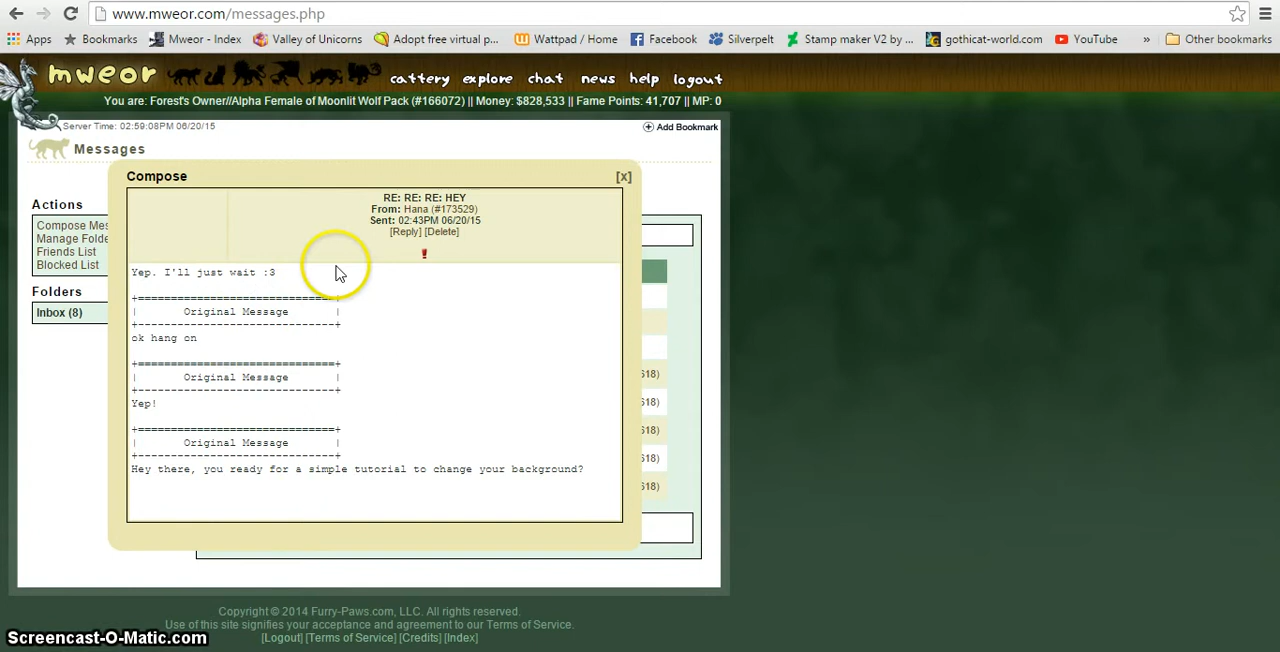 www.mweor.com/messages.php
Apps Bookmarks Mweor - Index Valley of Unicorns Adopt free virtual p... Wattpad / Home Facebook Silverpelt Stamp maker V2 by ... gothicat-world.com YouTube » Other bookmarks
mweor cattery explore chat news help logout
You are: Forest's Owner//Alpha Female of Moonlit Wolf Pack (#166072) || Money: $828,533 || Fame Points: 41,707 || MP: 0
Server Time: 02:59:08PM 06/20/15 Add Bookmark
Messages
Compose [x]
Actions
Compose Mes
Manage Folde
Friends List
Blocked List
Folders
Inbox (8)
RE: RE: RE: HEY
From: Hana (#173529)
Sent: 02:43PM 06/20/15
[Reply] [Delete]
!
Yep. I'll just wait :3
+==============================+
| Original Message |
+------------------------------+
ok hang on
+==============================+
| Original Message |
+------------------------------+
Yep!
+==============================+
| Original Message |
+------------------------------+
Hey there, you ready for a simple tutorial to change your background?
618)
618)
618)
618)
618)
Copyright © 2014 Furry-Paws.com, LLC. All rights reserved.
Use of this site signifies your acceptance and agreement to our Terms of Service.
[Logout] [Terms of Service] [Credits] [Index]
Screencast-O-Matic.com